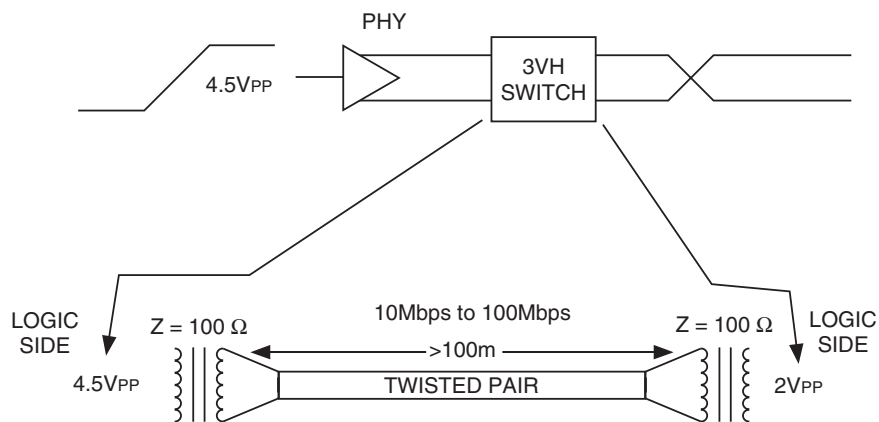 PHY
4.5VPP
3VH
SWITCH
LOGIC
SIDE
Z = 100 Ω
10Mbps to 100Mbps
Z = 100 Ω
LOGIC
SIDE
>100m
4.5VPP
TWISTED PAIR
2VPP